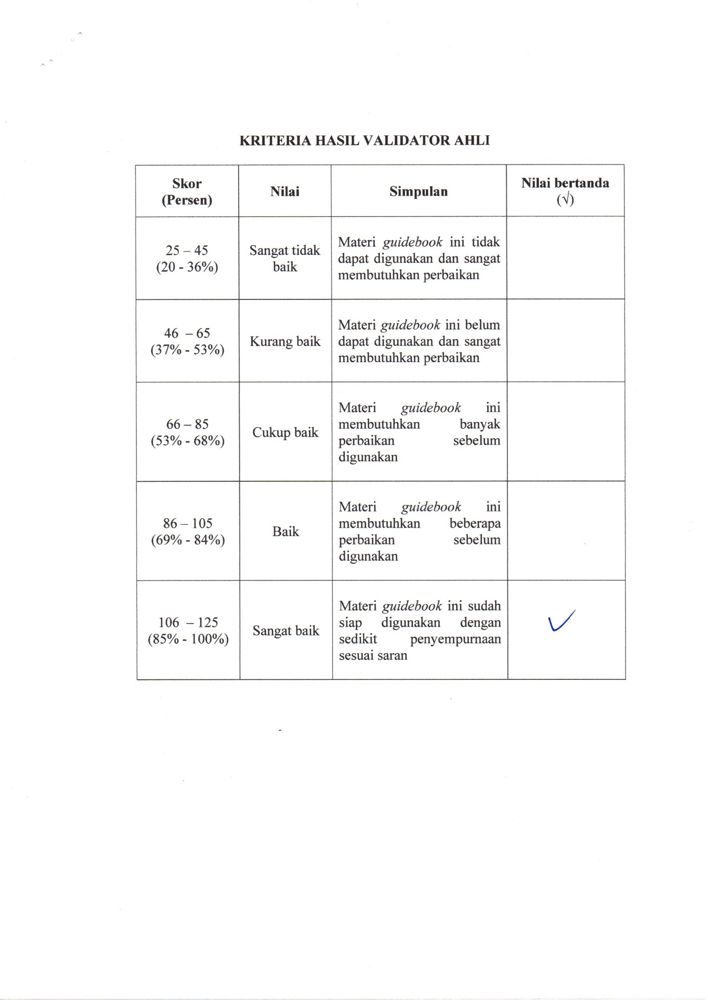 KRITERIA HASIL VALIDATOR AHLI
Skor
(Persen)
Nilai
Simpulan
Nilai bertanda
(√)
25 – 45
(20 - 36%)
Sangat tidak
baik
Materi guidebook ini tidak
dapat digunakan dan sangat
membutuhkan perbaikan
46 – 65
(37% - 53%)
Kurang baik
Materi guidebook ini belum
dapat digunakan dan sangat
membutuhkan perbaikan
66 – 85
(53% - 68%)
Cukup baik
Materi guidebook ini
membutuhkan banyak
perbaikan sebelum
digunakan
86 – 105
(69% - 84%)
Baik
Materi guidebook ini
membutuhkan beberapa
perbaikan sebelum
digunakan
106 – 125
(85% - 100%)
Sangat baik
Materi guidebook ini sudah
siap digunakan dengan
sedikit penyempurnaan
sesuai saran
✓